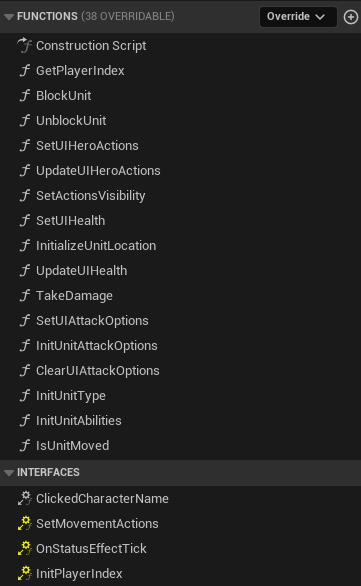 FUNCTIONS (38 OVERRIDABLE) Override
Construction Script
GetPlayerIndex
BlockUnit
UnblockUnit
SetUIHeroActions
UpdateUIHeroActions
SetActionsVisibility
SetUIHealth
InitializeUnitLocation
UpdateUIHealth
TakeDamage
SetUIAttackOptions
InitUnitAttackOptions
ClearUIAttackOptions
InitUnitType
InitUnitAbilities
IsUnitMoved
INTERFACES
ClickedCharacterName
SetMovementActions
OnStatusEffectTick
InitPlayerIndex